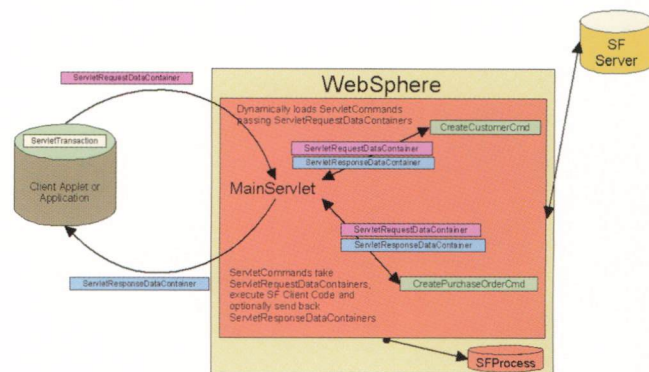 ServletRequestDataContainer
SF
Server
WebSphere
Dynamically loads ServletCommands
passing ServletRequestDataContainers
CreateCustomerCmd
ServletTransaction
ServletRequestDataContainer
ServletResponseDataContainer
Client Applet or
Application
MainServlet
ServletRequestDataContainer
ServletResponseDataContainer
ServletResponseDataContainer
ServletCommands take
ServletRequestDataContainers,
execute SF Client Code and
optionally send back
ServletResponseDataContainers
CreatePurchaseOrderCmd
SFProcess